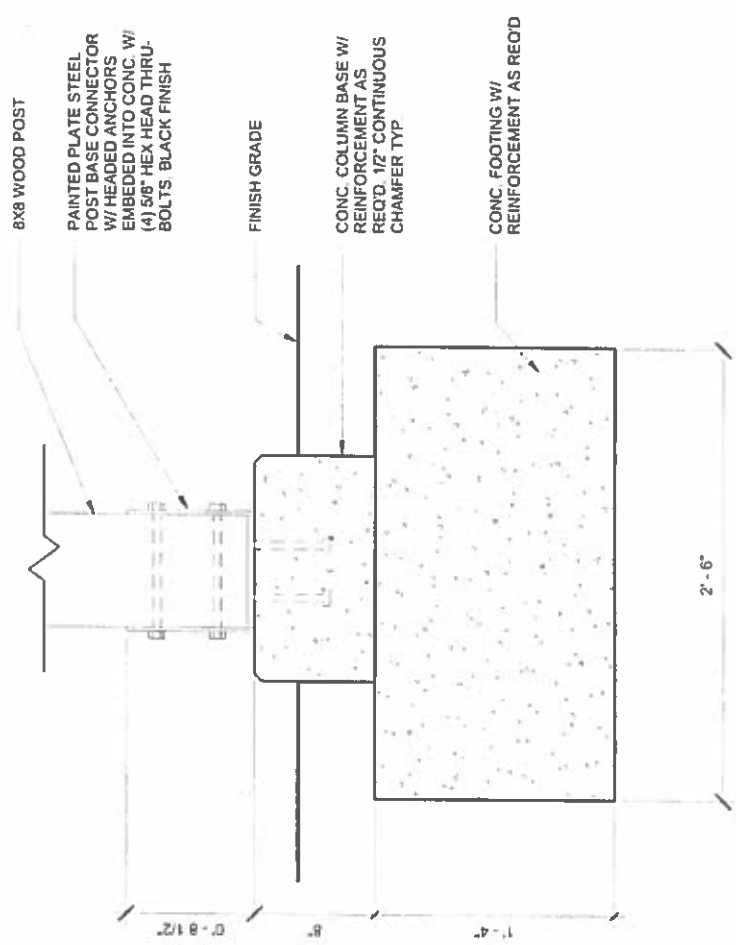 8X8 WOOD POST
PAINTED PLATE STEEL
POST BASE CONNECTOR
W/ HEADED ANCHORS
EMBEDED INTO CONC. W/
(4) 5/8" HEX HEAD THRU-
BOLTS, BLACK FINISH
FINISH GRADE
CONC. COLUMN BASE W/
REINFORCEMENT AS
REQ'D. 1/2" CONTINUOUS
CHAMFER TYP.
CONC. FOOTING W/
REINFORCEMENT AS REQ'D
0' - 8 1/2"
8"
1' - 4"
2' - 6"